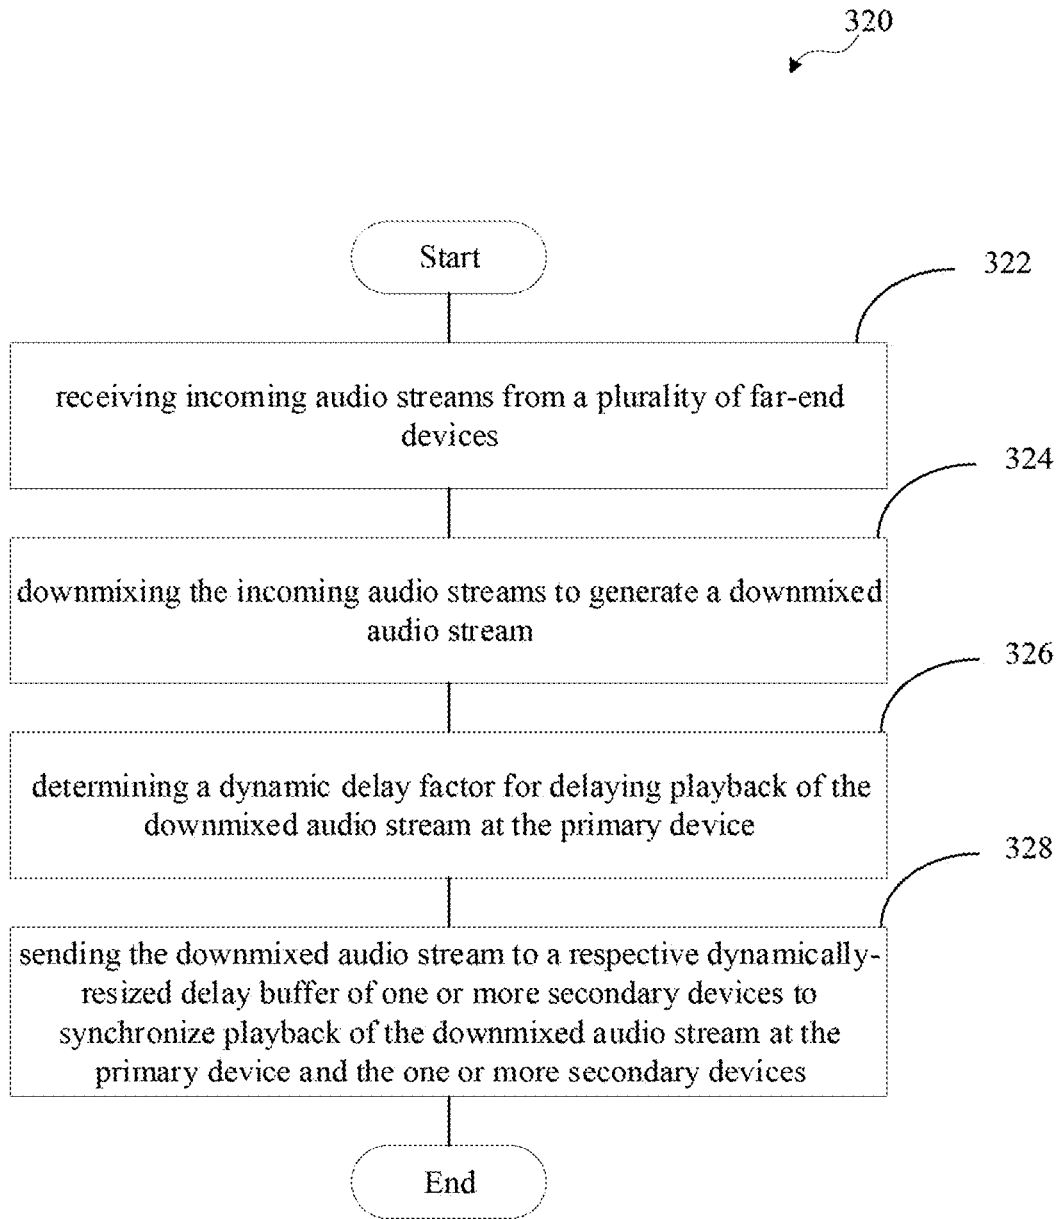 320
Start
322
receiving incoming audio streams from a plurality of far-end
devices
324
downmixing the incoming audio streams to generate a downmixed
audio stream
326
determining a dynamic delay factor for delaying playback of the
downmixed audio stream at the primary device
328
sending the downmixed audio stream to a respective dynamically-
resized delay buffer of one or more secondary devices to
synchronize playback of the downmixed audio stream at the
primary device and the one or more secondary devices
End